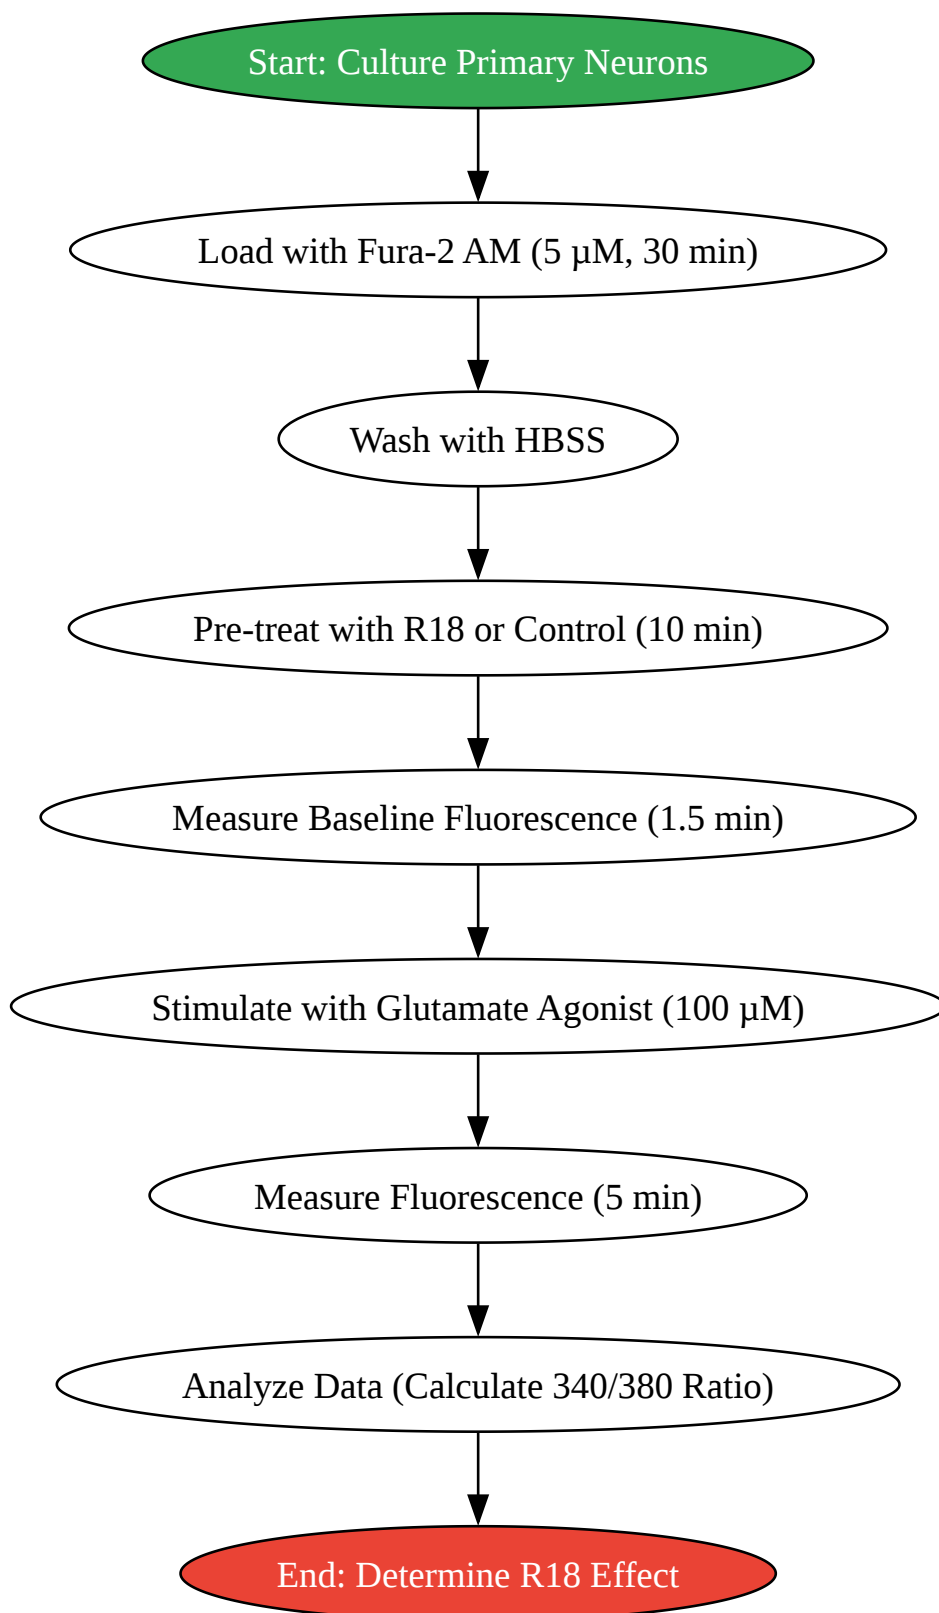 Start: Culture Primary Neurons
Load with Fura-2 AM (5 µM, 30 min)
Wash with HBSS
Pre-treat with R18 or Control (10 min)
Measure Baseline Fluorescence (1.5 min)
Stimulate with Glutamate Agonist (100 µM)
Measure Fluorescence (5 min)
Analyze Data (Calculate 340/380 Ratio)
End: Determine R18 Effect